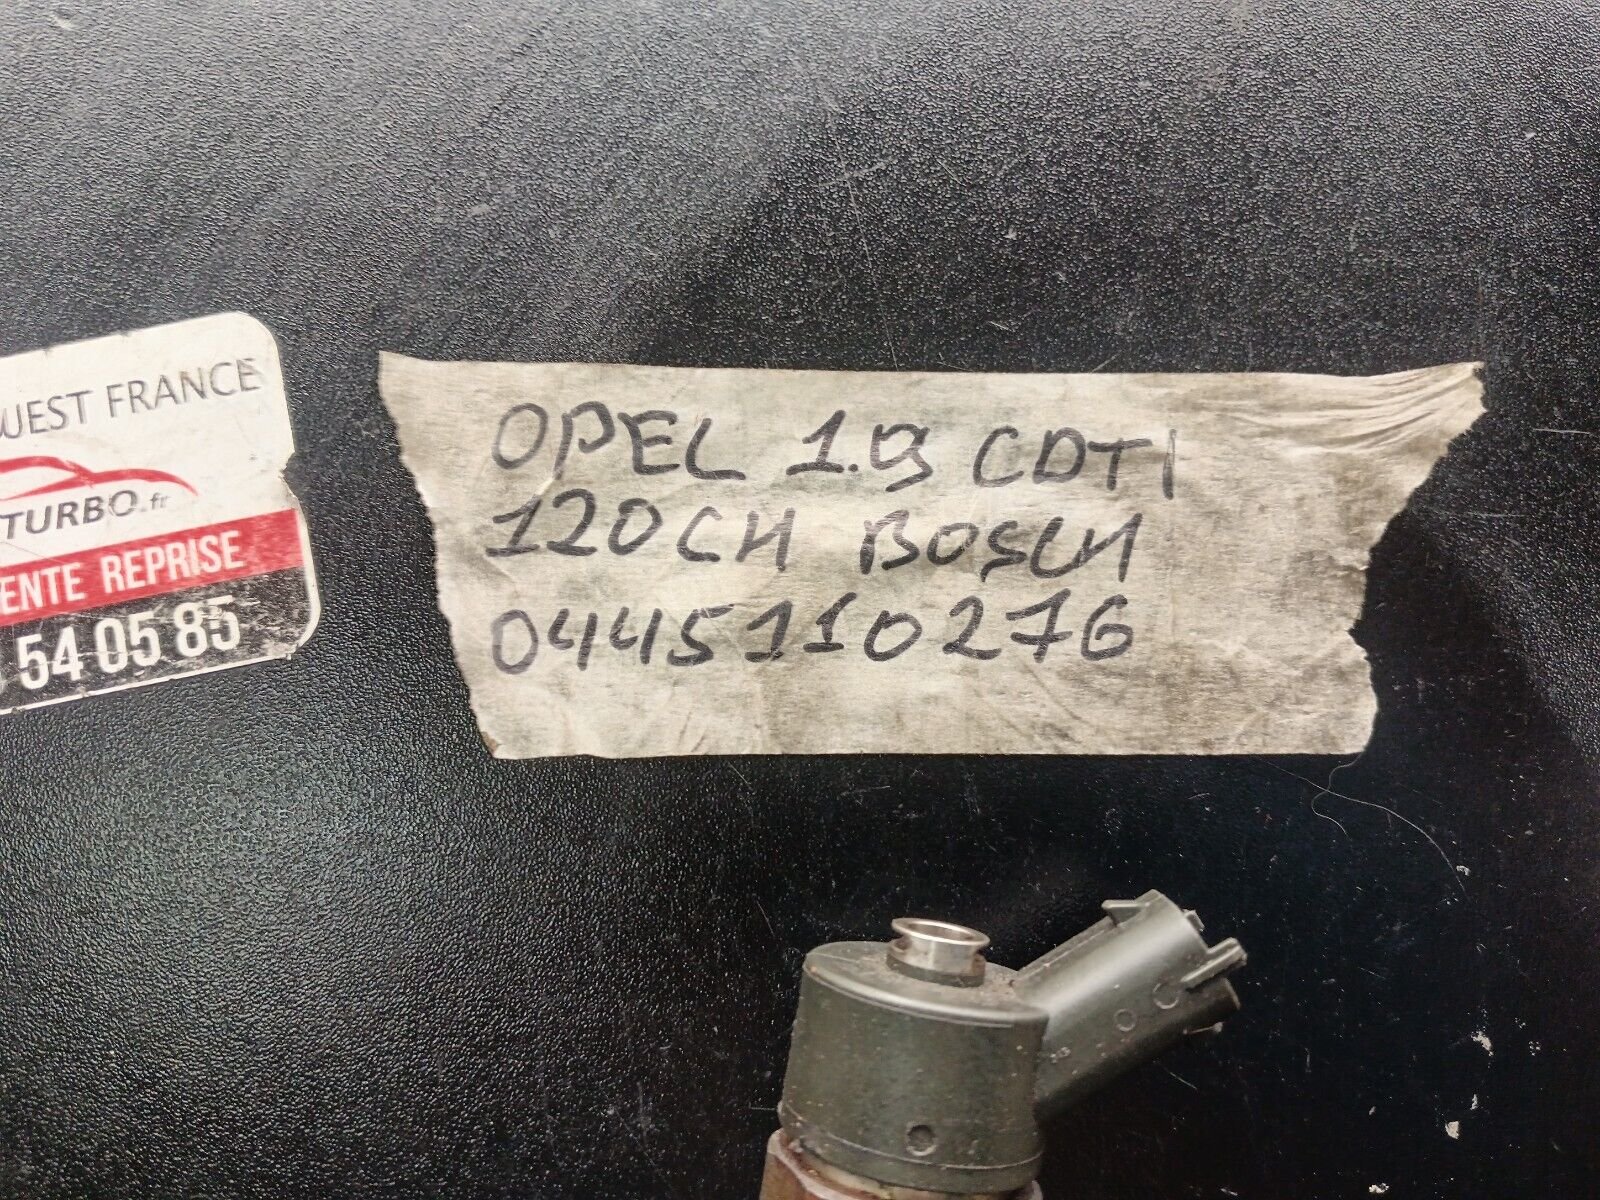 UEST FRANCE
TURBO.fr
ENTE REPRISE
54 05 85
OPEL 1.9 CDTI
120CH BOSCH
0445110276